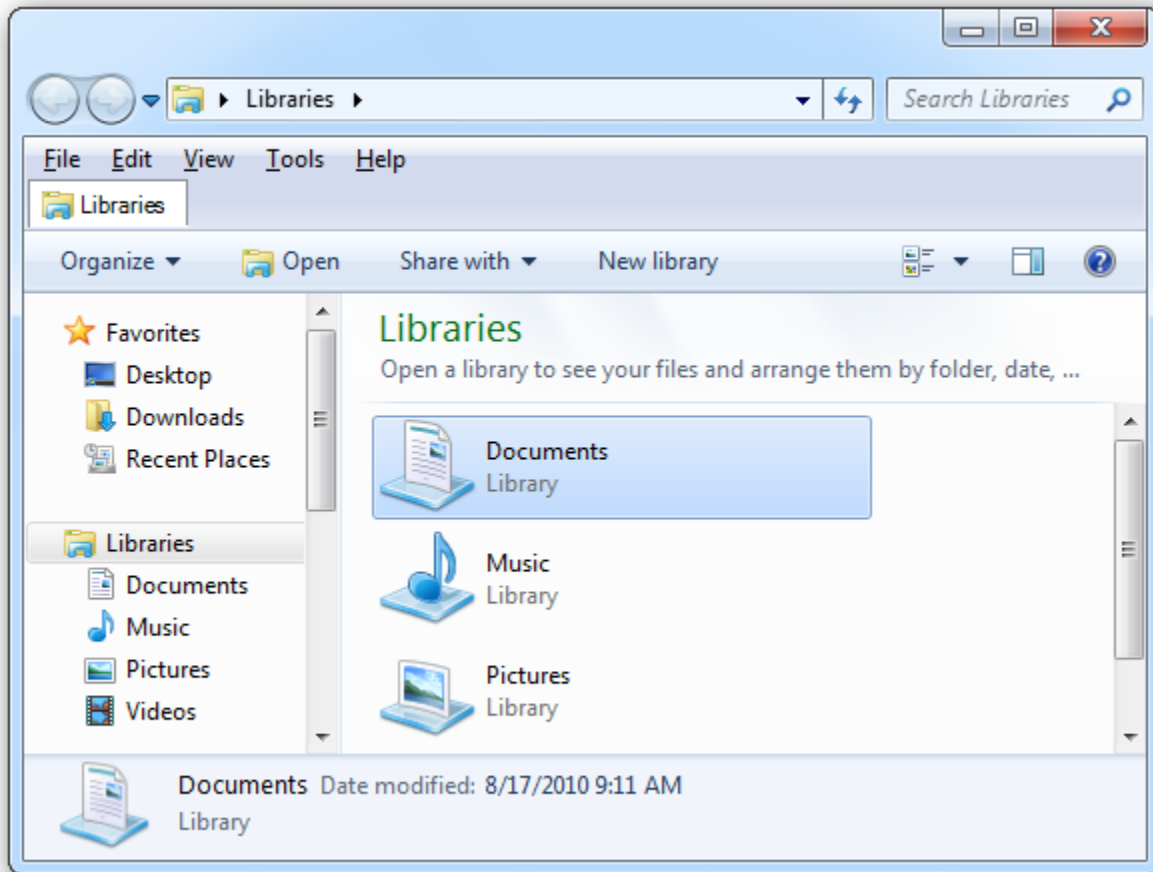 Libraries
Search Libraries
File Edit View Tools Help
Libraries
Organize Open Share with New library
Favorites
Desktop
Downloads
Recent Places
Libraries
Documents
Music
Pictures
Videos
Libraries
Open a library to see your files and arrange them by folder, date, ...
Documents
Library
Music
Library
Pictures
Library
Documents Date modified: 8/17/2010 9:11 AM
Library